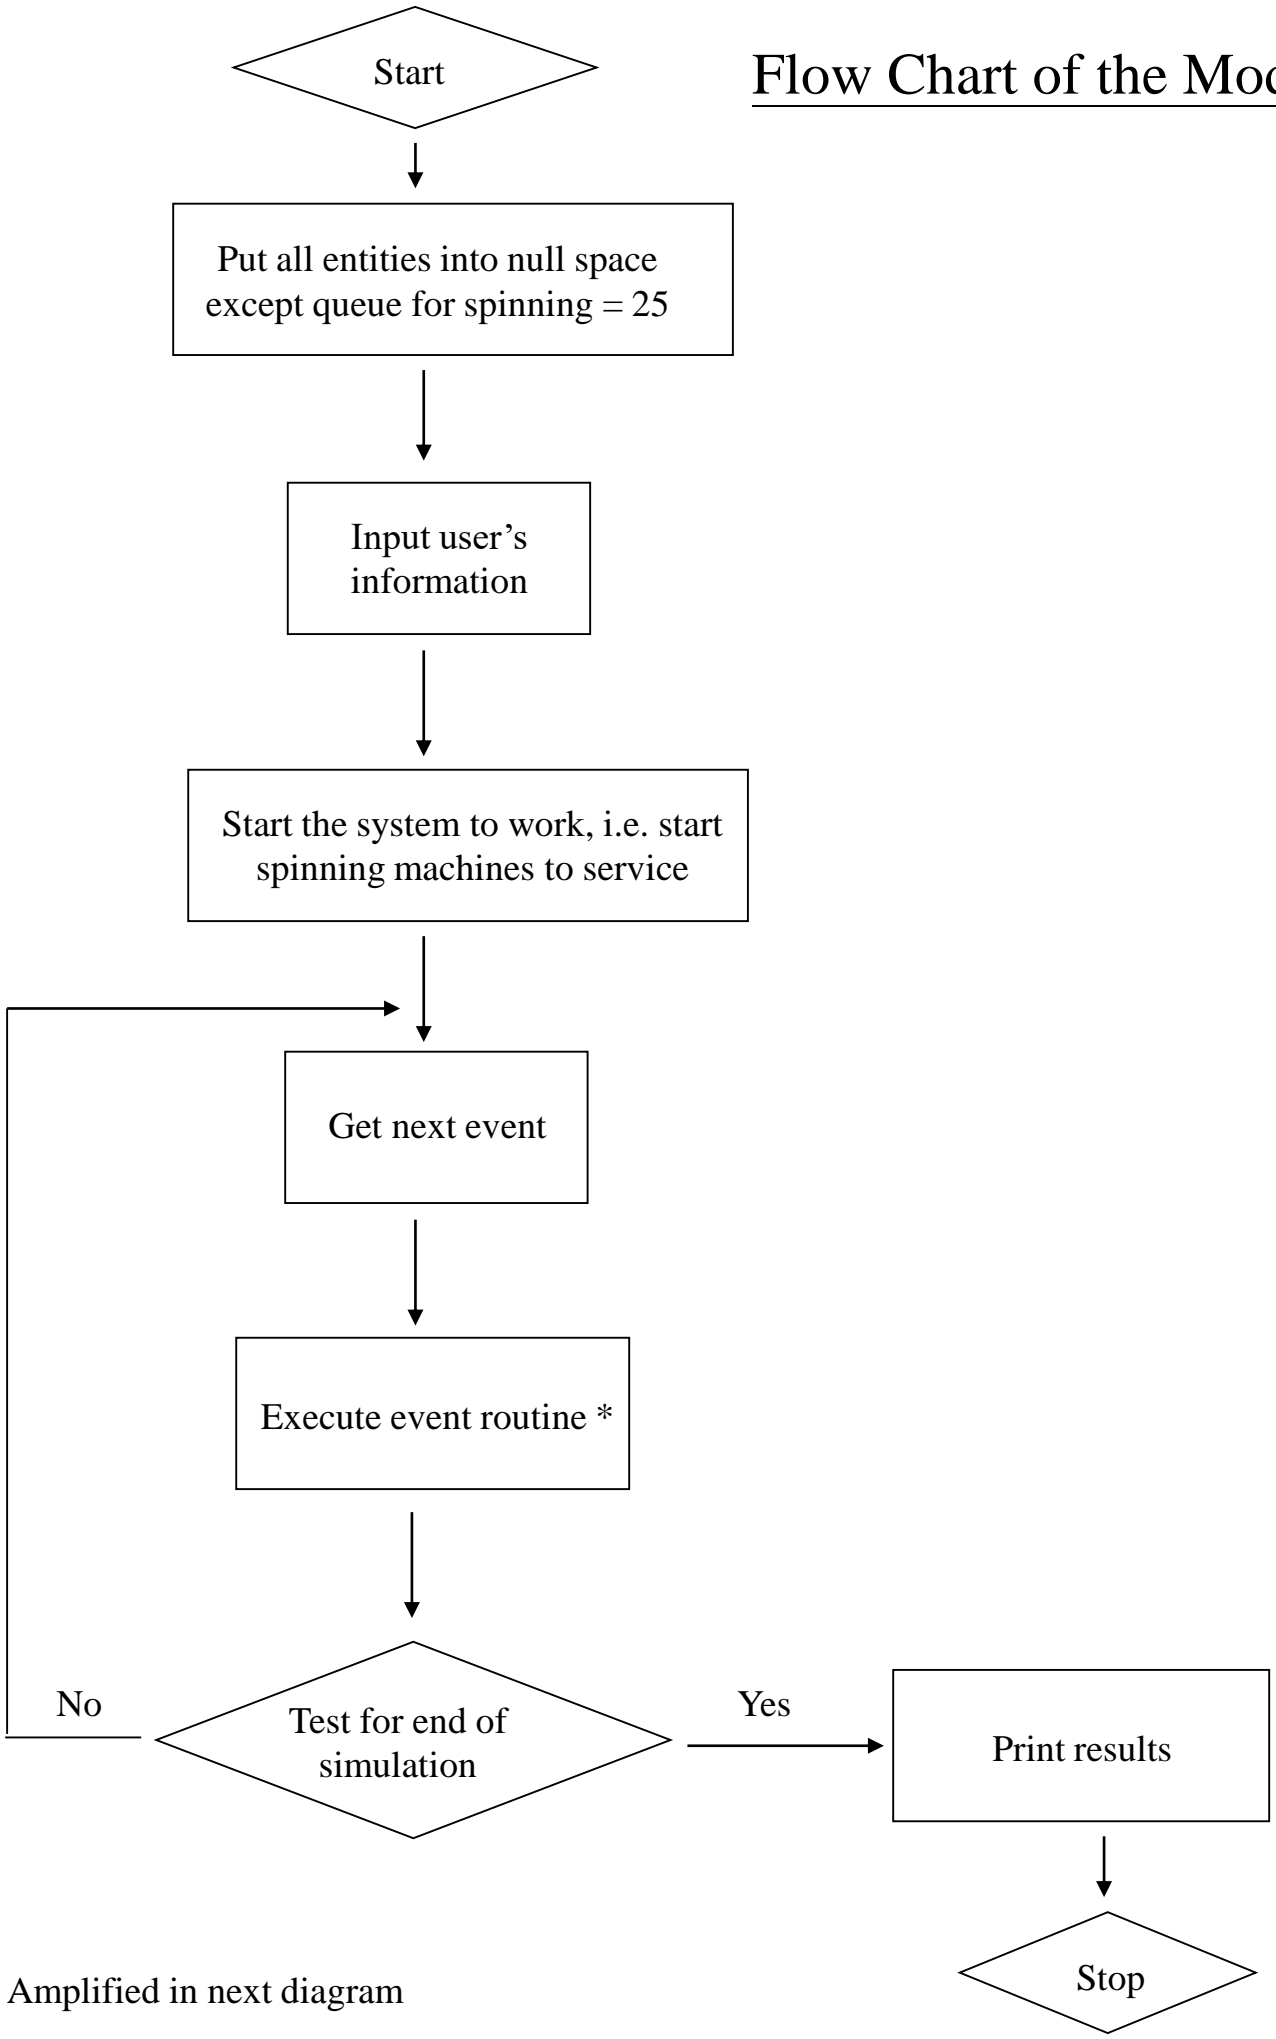 Start
Flow Chart of the Mod
Put all entities into null space
except queue for spinning = 25
Input user’s
information
Start the system to work, i.e. start
spinning machines to service
Get next event
Execute event routine *
No
Test for end of
simulation
Yes
Print results
Stop
Amplified in next diagram